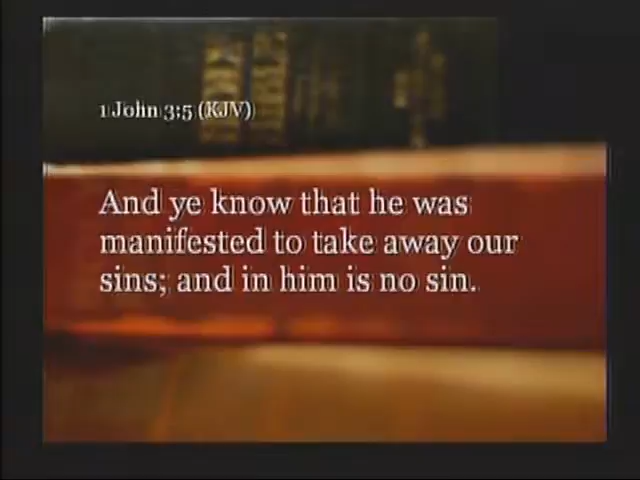 1 John 3:5 (KJV)
And ye know that he was
manifested to take away our
sins; and in him is no sin.